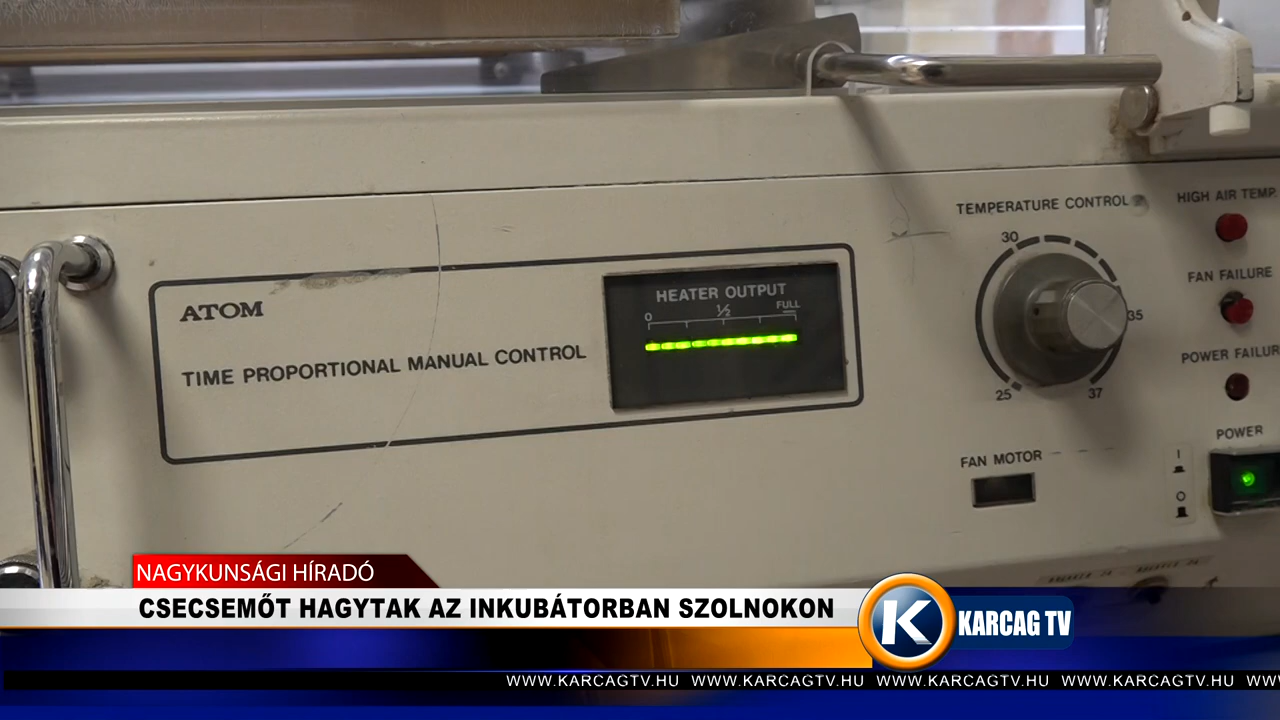 TEMPERATURE CONTROL
HIGH AIR TEMP.
30
35
25
37
FAN FAILURE
POWER FAILUR
POWER
I
O
FAN MOTOR
ATOM
TIME PROPORTIONAL MANUAL CONTROL
HEATER OUTPUT
0 ½ FULL
NAGYKUNSÁGI HÍRADÓ
CSECSEMŐT HAGYTAK AZ INKUBÁTORBAN SZOLNOKON
K KARCAG TV
WWW.KARCAGTV.HU WWW.KARCAGTV.HU WWW.KARCAGTV.HU WWW.KARCAGTV.HU WWW